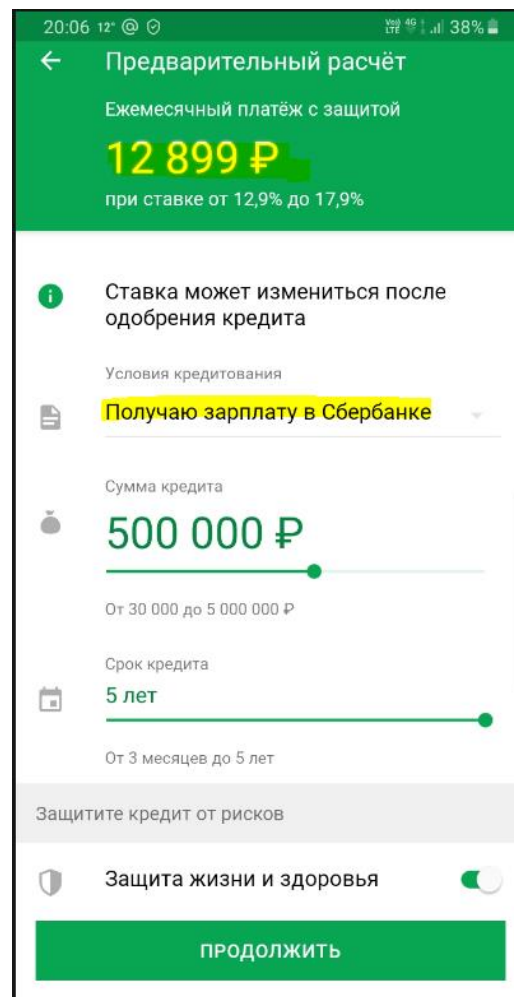 20:06 12° @ Vo) LTE 4G 38%
Предварительный расчёт
Ежемесячный платёж с защитой
12 899 ₽
при ставке от 12,9% до 17,9%
Ставка может измениться после
одобрения кредита
Условия кредитования
Получаю зарплату в Сбербанке
Сумма кредита
500 000 ₽
От 30 000 до 5 000 000 ₽
Срок кредита
5 лет
От 3 месяцев до 5 лет
Защитите кредит от рисков
Защита жизни и здоровья
ПРОДОЛЖИТЬ